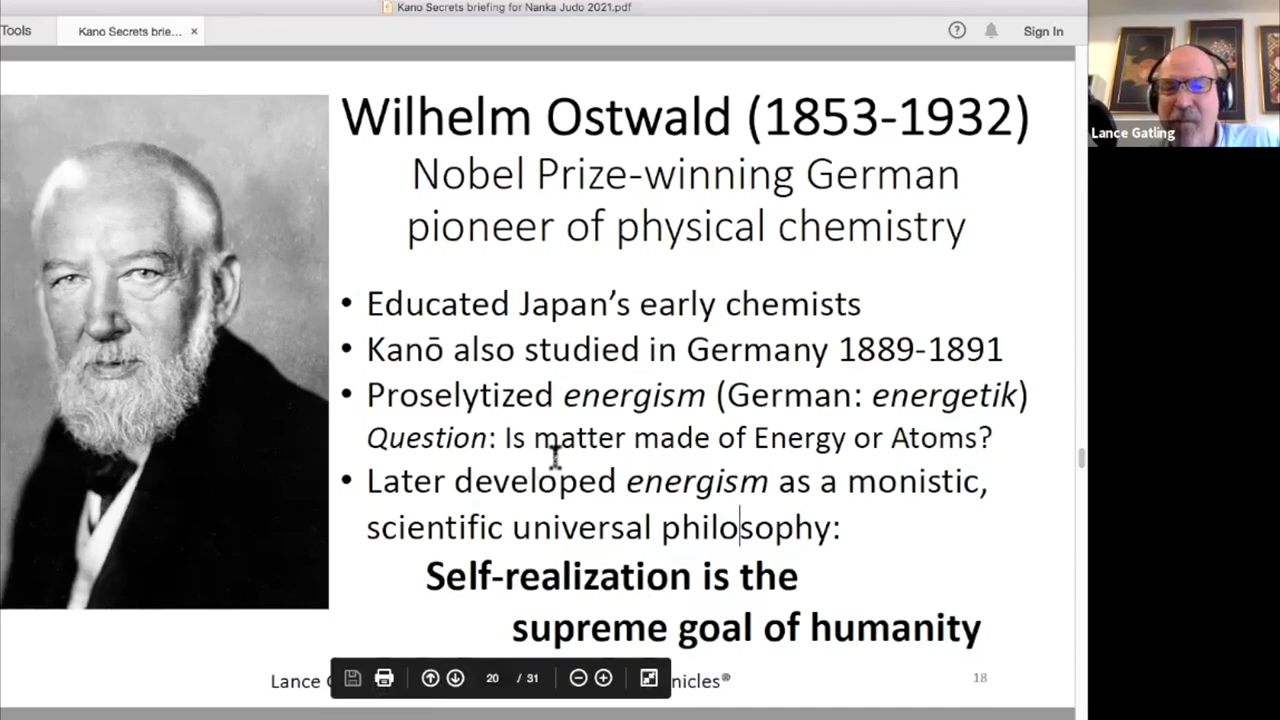 Kano Secrets briefing for Nanka Judo 2021.pdf
Tools
Kano Secrets brie... ×
? Sign In
Lance Gatling
Wilhelm Ostwald (1853-1932)
Nobel Prize-winning German
pioneer of physical chemistry
• Educated Japan's early chemists
• Kanō also studied in Germany 1889-1891
• Proselytized energism (German: energetik)
Question: Is matter made of Energy or Atoms?
• Later developed energism as a monistic,
scientific universal philosophy:
Self-realization is the
supreme goal of humanity
Lance
nicles®
18
20 / 31